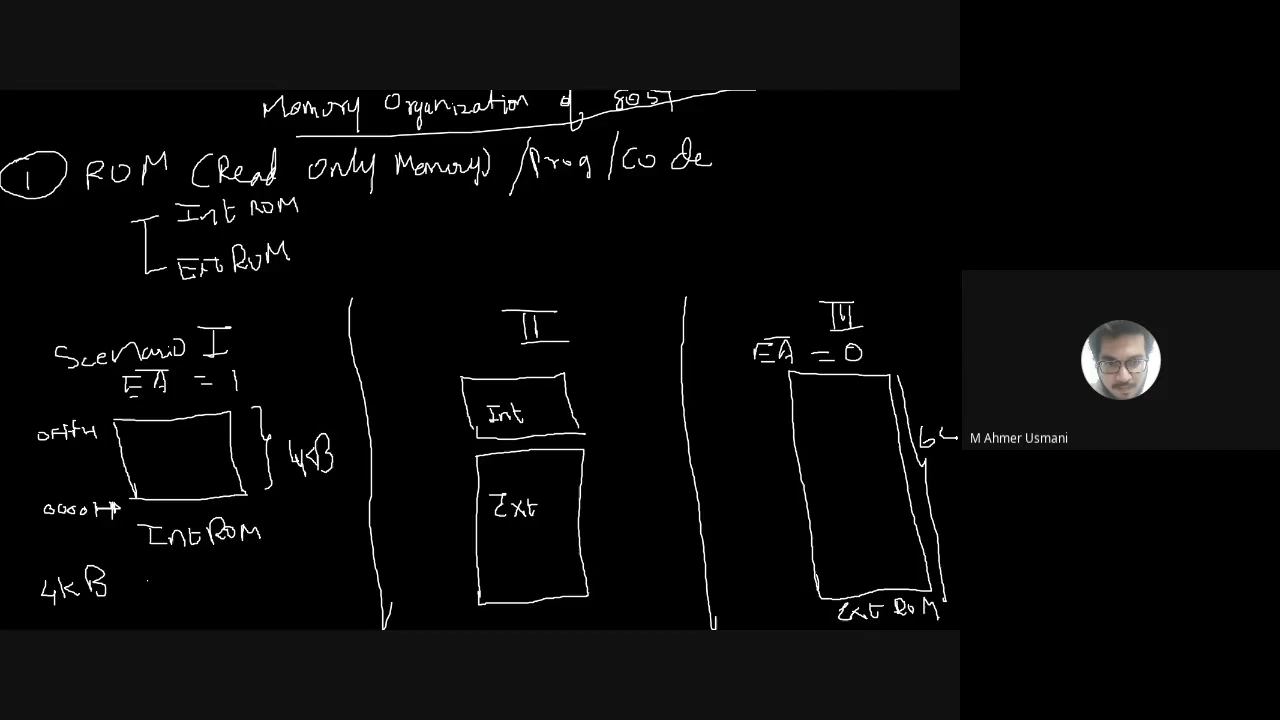 Memory Organization of 8051
1 ROM (Read Only Memory) / Prog / Code
Int ROM
Ext ROM
Scenario I
EA = 1
0FFFH
4KB
0000H
Int ROM
4KB
II
Int
Ext
III
EA = 0
64
Ext ROM
M Ahmer Usmani